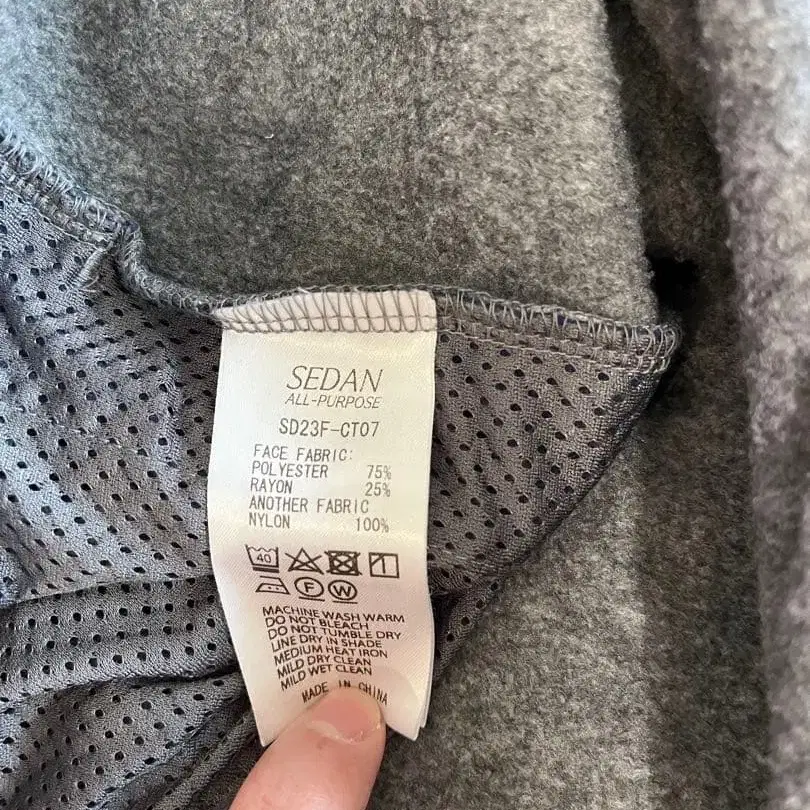 SEDAN
ALL-PURPOSE
SD23F-CT07
FACE FABRIC:
POLYESTER 75%
RAYON 25%
ANOTHER FABRIC
NYLON 100%
40
F W
MACHINE WASH WARM
DO NOT BLEACH
DO NOT TUMBLE DRY
LINE DRY IN SHADE
MEDIUM HEAT IRON
MILD DRY CLEAN
MILD WET CLEAN
MADE IN CHINA